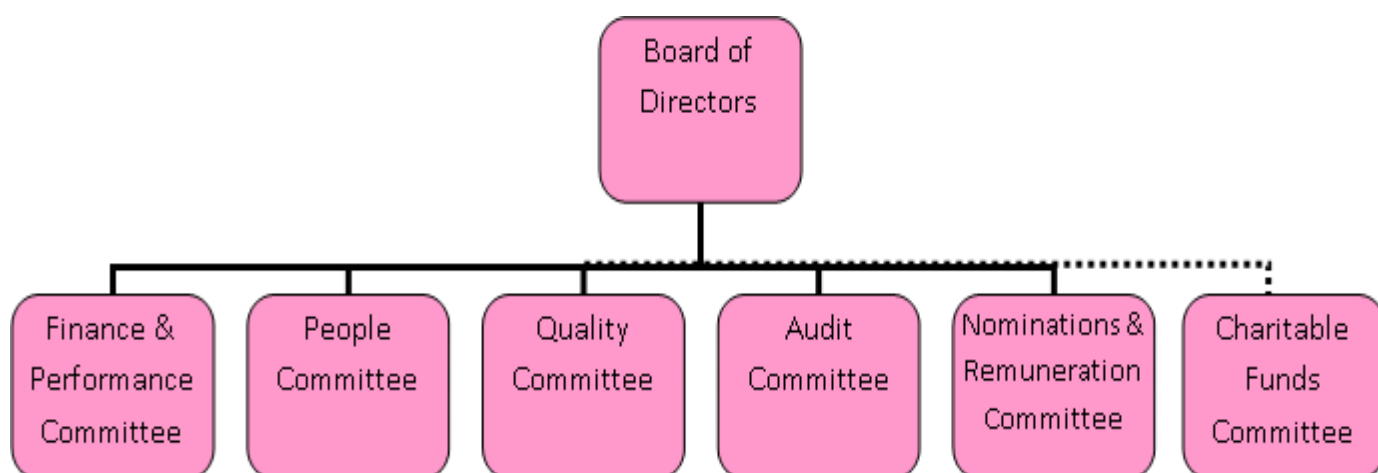 Board of
Directors
Finance &
Performance
Committee
People
Committee
Quality
Committee
Audit
Committee
Nominations &
Remuneration
Committee
Charitable
Funds
Committee